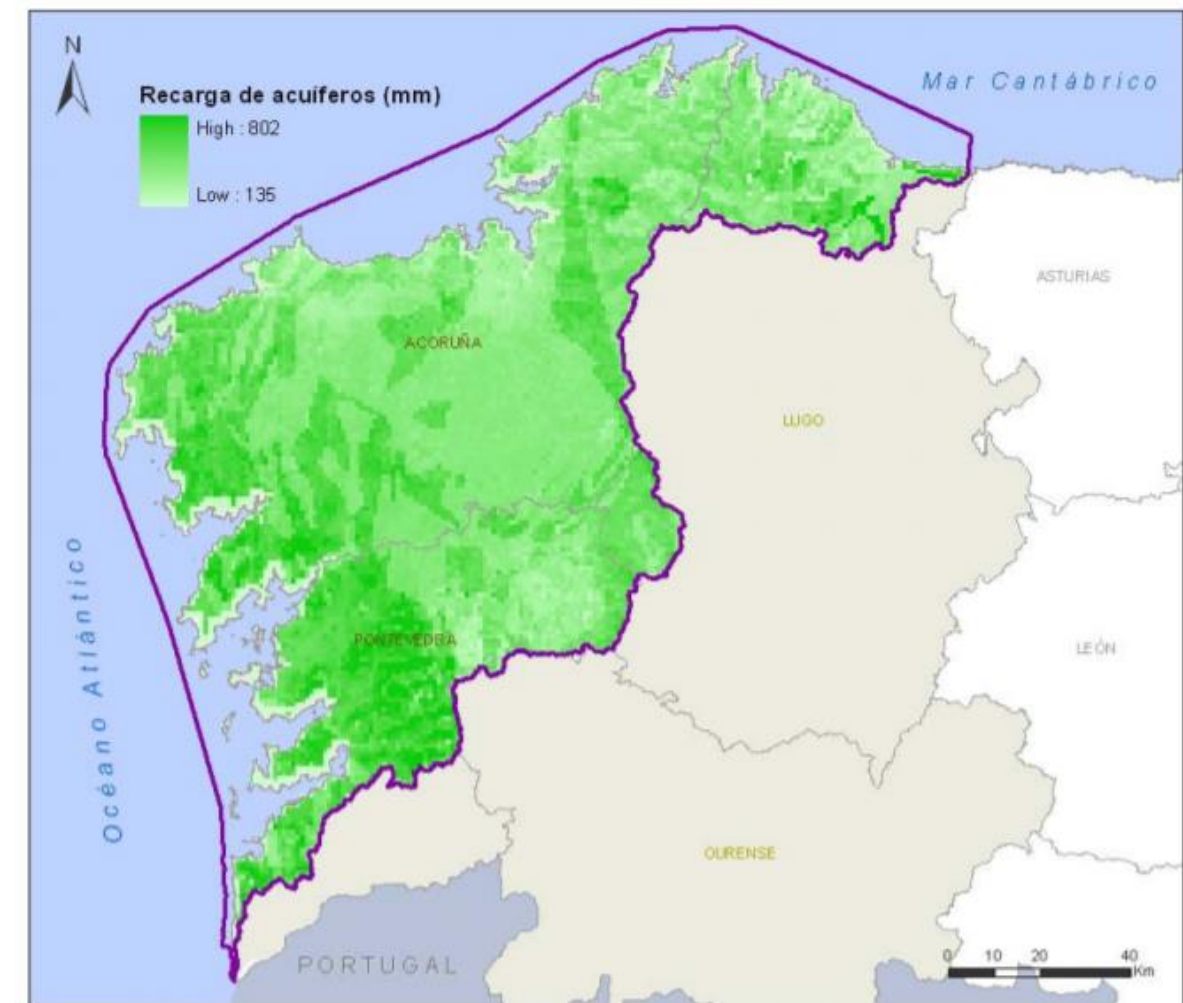 N
Mar Cantábrico
Recarga de acuíferos (mm)
High : 802
Low : 135
ASTURIAS
ACORUÑA
LUGO
Océano Atlántico
PONTEVEDRA
LEÓN
OURENSE
PORTUGAL
0 10 20 40
Km